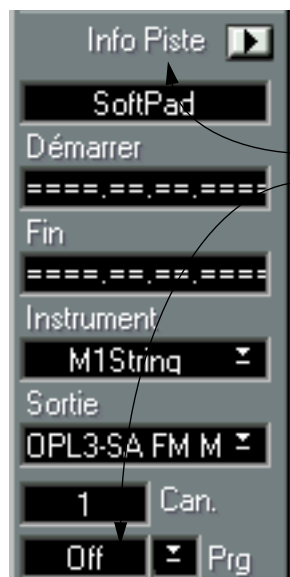 Info Piste
SoftPad
Démarrer
====.==.==.====
Fin
====.==.==.====
Instrument
M1String
Sortie
OPL3-SA FM M
1 Can.
Off Prg